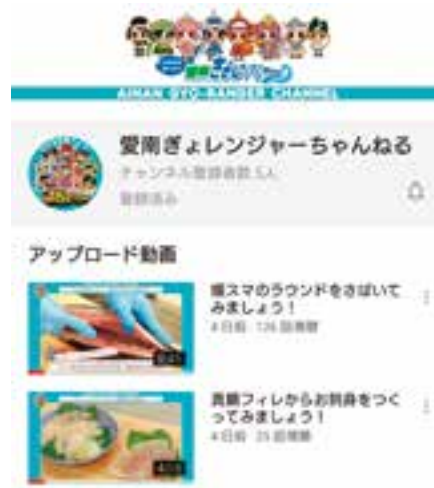 AINAN GYO-RANGER CHANNEL
愛南ぎょレンジャーちゃんねる
チャンネル登録者数 5人
登録済み
アップロード動画
媛スマのラウンドをさばいて
みましょう！
4日前 126 回視聴
真鯛フィレからお刺身をつく
ってみましょう！
4日前 25 回視聴